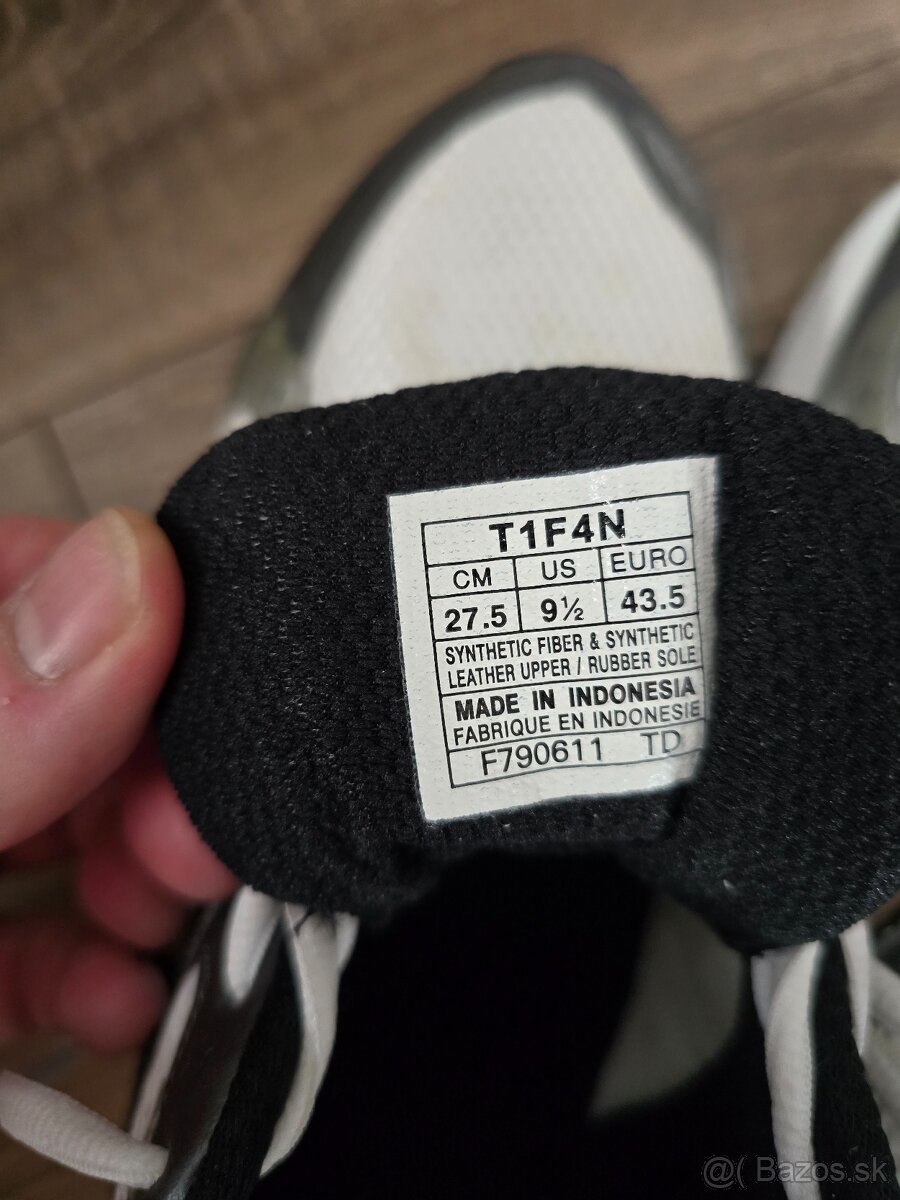 T1F4N
CM US EURO
27.5 9½ 43.5
SYNTHETIC FIBER & SYNTHETIC
LEATHER UPPER / RUBBER SOLE
MADE IN INDONESIA
FABRIQUE EN INDONESIE
F790611 TD
@( Bazos.sk